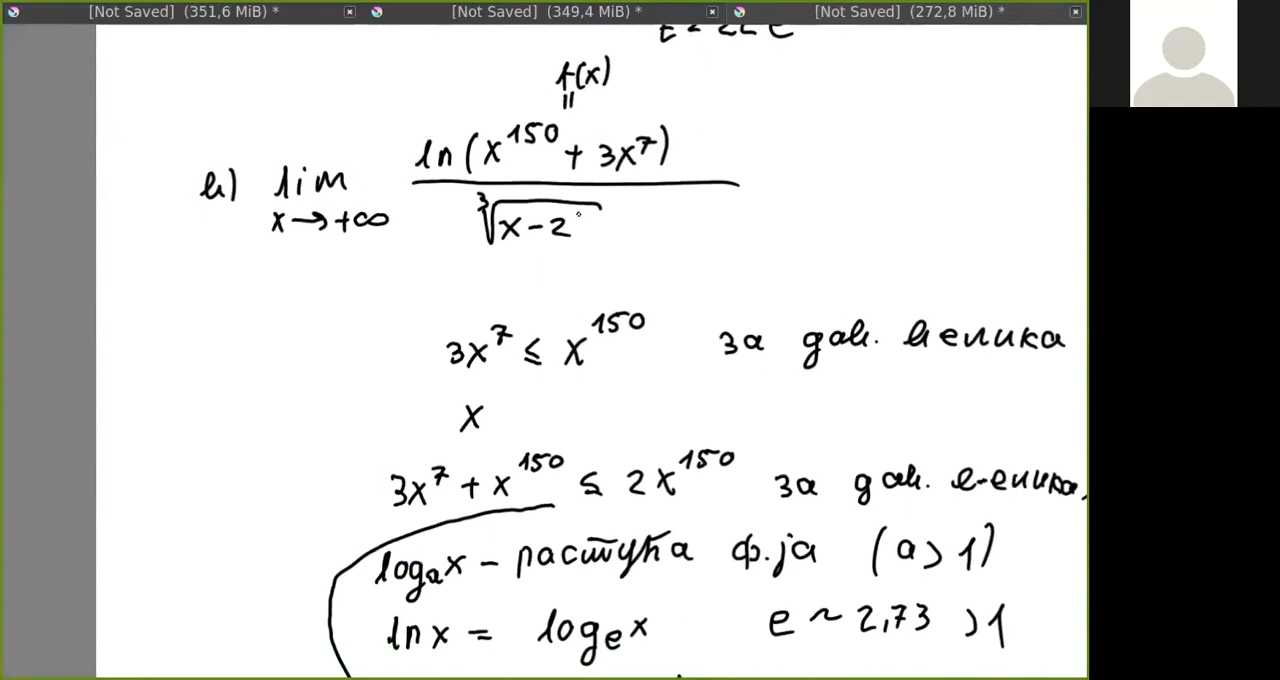 [Not Saved] (351,6 MiB) * [Not Saved] (349,4 MiB) * [Not Saved] (272,8 MiB) *
f(x)
=
в) lim x→+∞ ln(x^150 + 3x^7) / ∛(x-2)
3x^7 ≤ x^150 за дов. велика
x
3x^7 + x^150 ≤ 2x^150 за дов. велика
log_a x - растућа ф.ја (a > 1)
ln x = log_e x e ~ 2,73 > 1